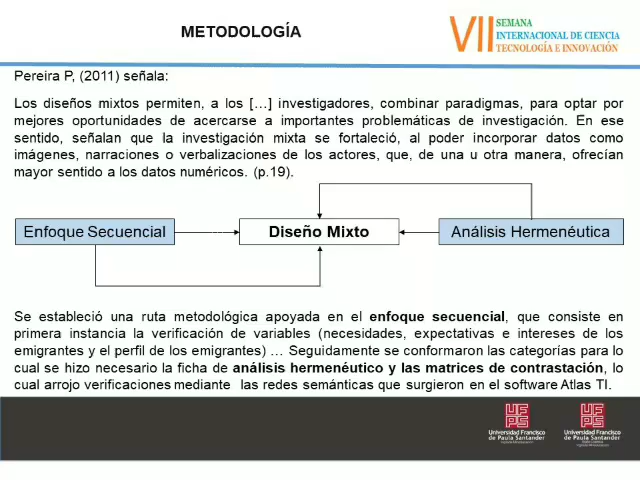 METODOLOGÍA
VII SEMANA
INTERNACIONAL DE CIENCIA
TECNOLOGÍA E INNOVACIÓN
Pereira P, (2011) señala:
Los diseños mixtos permiten, a los […] investigadores, combinar paradigmas, para optar por
mejores oportunidades de acercarse a importantes problemáticas de investigación. En ese
sentido, señalan que la investigación mixta se fortaleció, al poder incorporar datos como
imágenes, narraciones o verbalizaciones de los actores, que, de una u otra manera, ofrecían
mayor sentido a los datos numéricos. (p.19).
Enfoque Secuencial
Diseño Mixto
Análisis Hermenéutica
Se estableció una ruta metodológica apoyada en el enfoque secuencial, que consiste en
primera instancia la verificación de variables (necesidades, expectativas e intereses de los
emigrantes y el perfil de los emigrantes) … Seguidamente se conformaron las categorías para lo
cual se hizo necesario la ficha de análisis hermenéutico y las matrices de contrastación, lo
cual arrojo verificaciones mediante las redes semánticas que surgieron en el software Atlas TI.
UFPS
Universidad Francisco
de Paula Santander
UFPS
Universidad Francisco
de Paula Santander